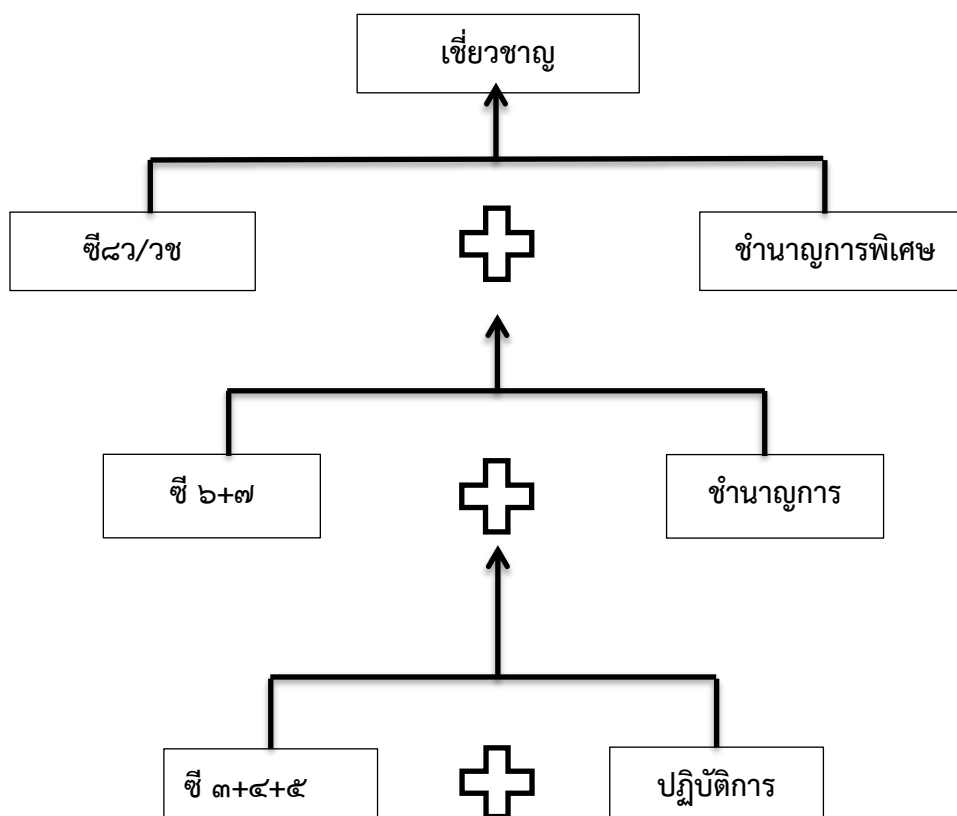 เชี่ยวชาญ
ซี๘ว/วช
ชำนาญการพิเศษ
ซี ๖+๗
ชำนาญการ
ซี ๓+๔+๕
ปฏิบัติการ